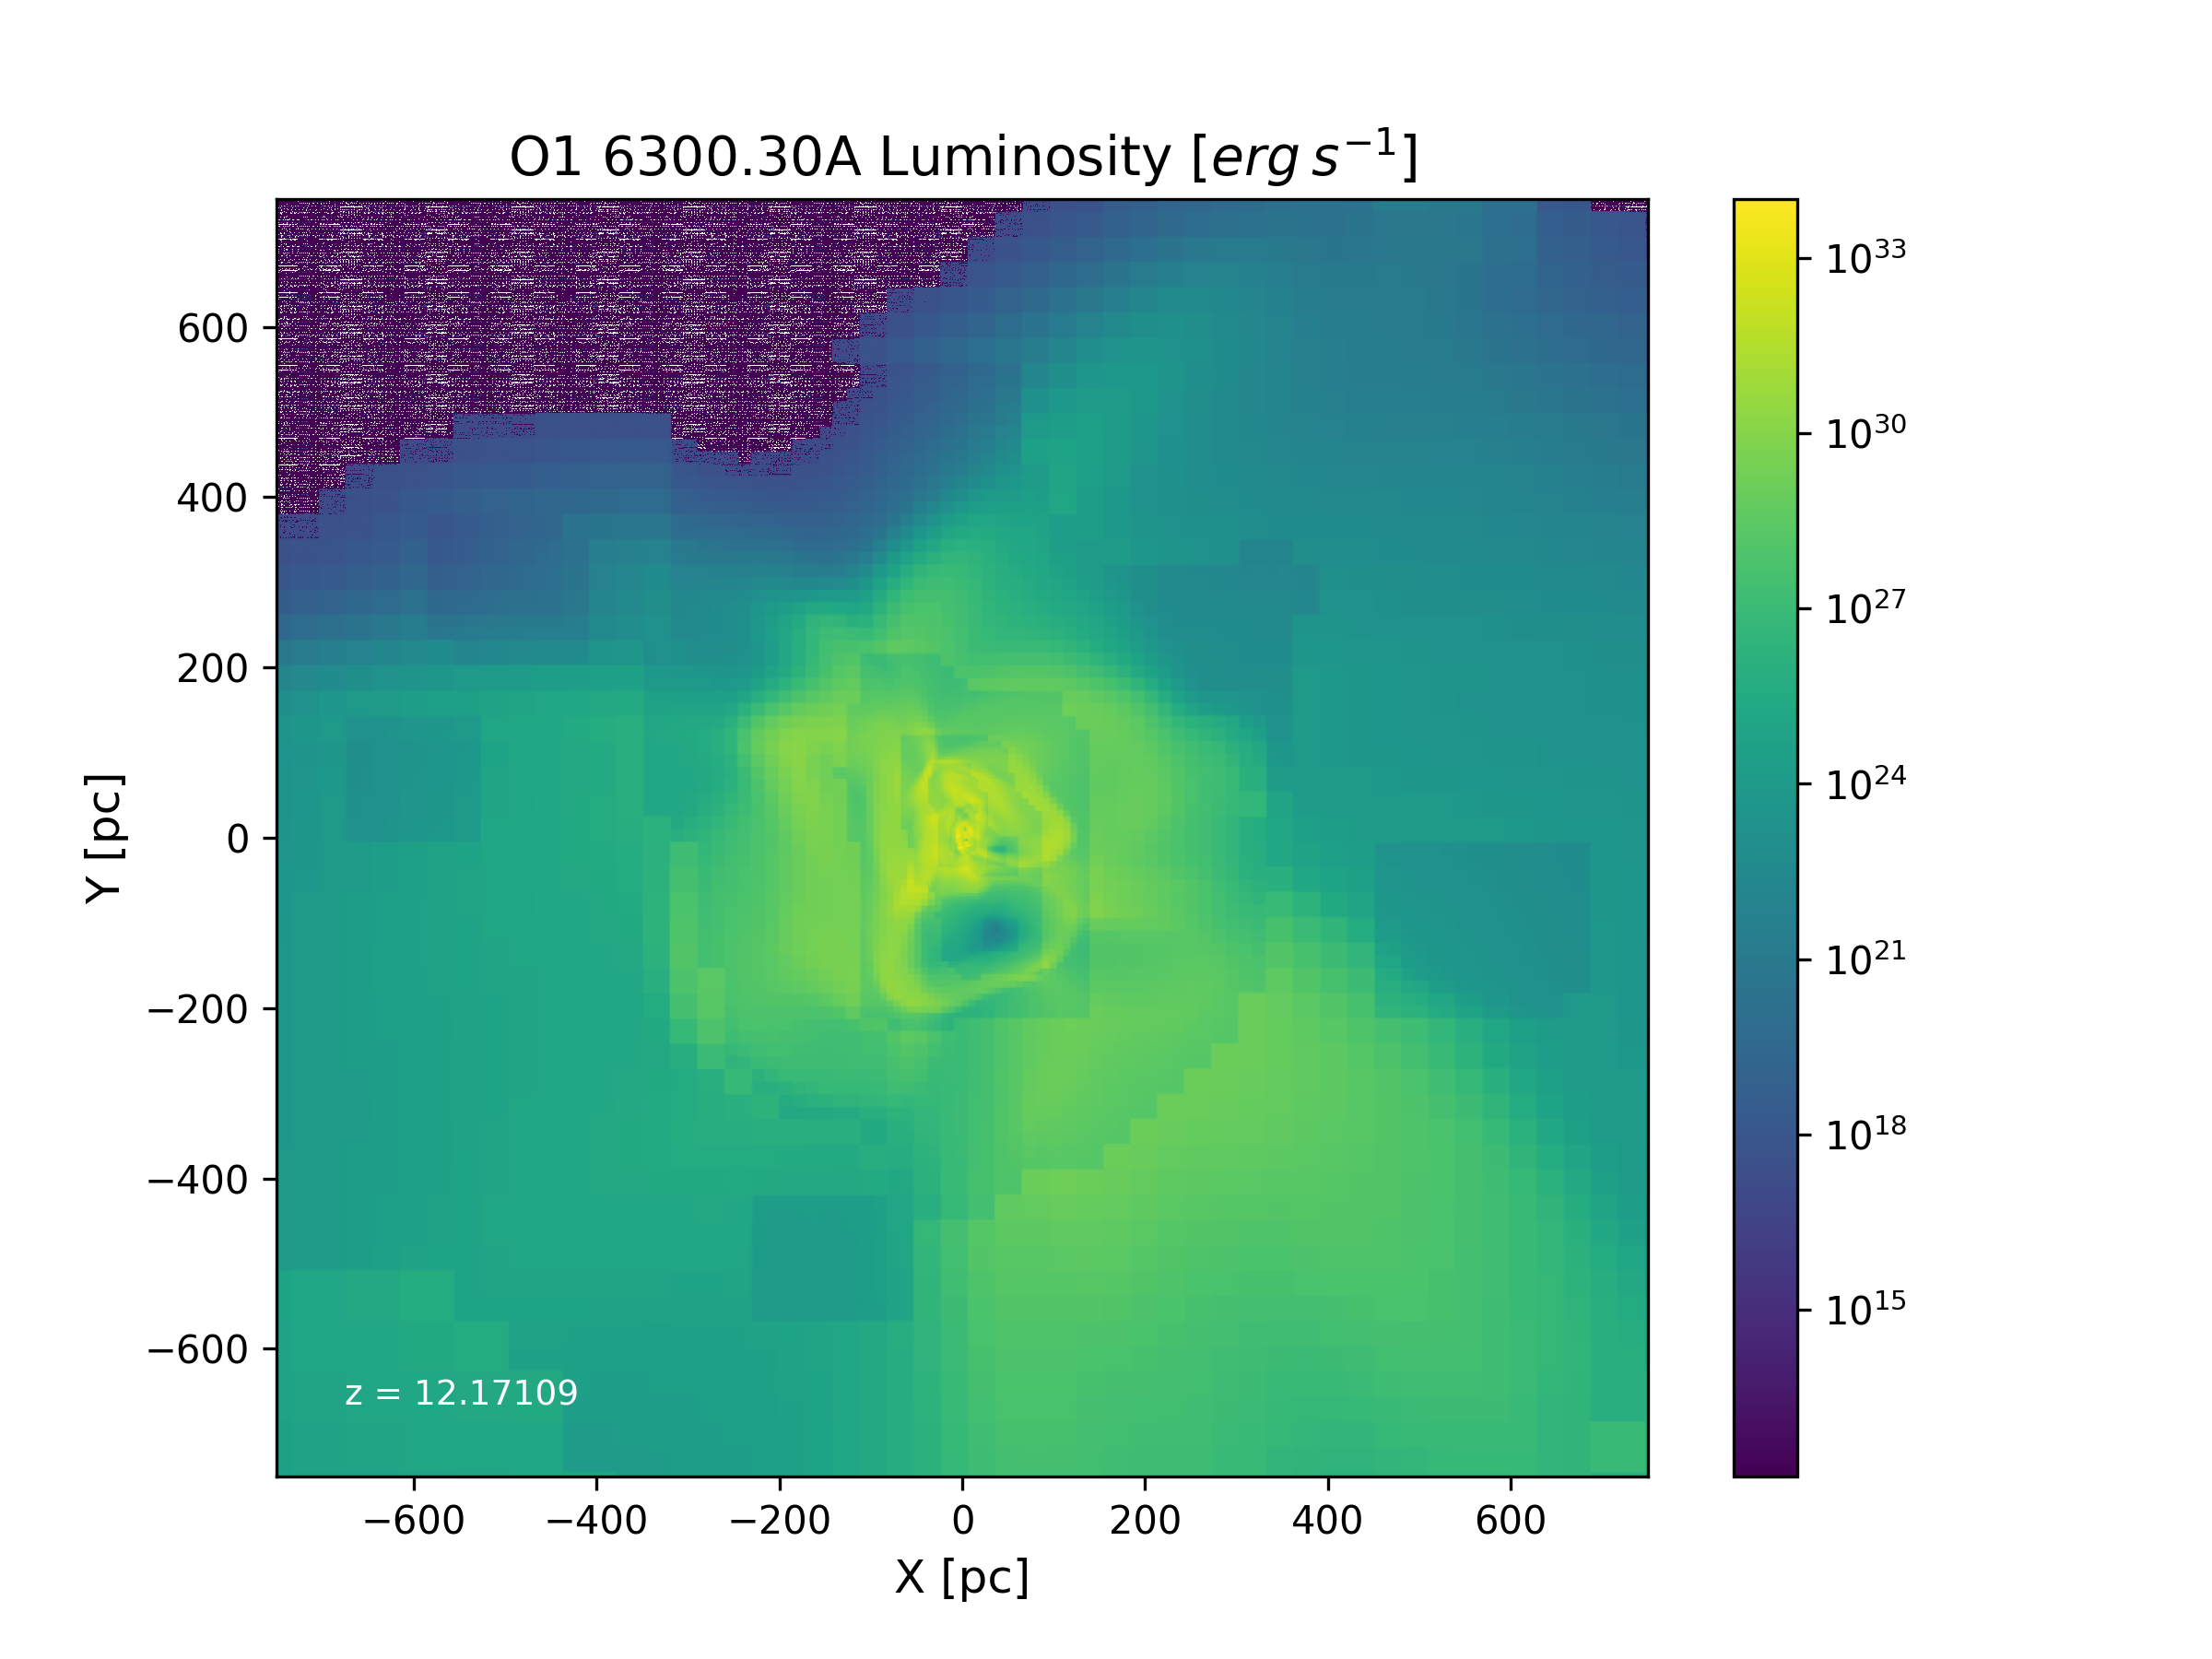 O1 6300.30A Luminosity [erg s⁻¹]
10³³
10³⁰
10²⁷
10²⁴
10²¹
10¹⁸
10¹⁵
600
400
200
0
−200
−400
−600
Y [pc]
z = 12.17109
−600 −400 −200 0 200 400 600
X [pc]